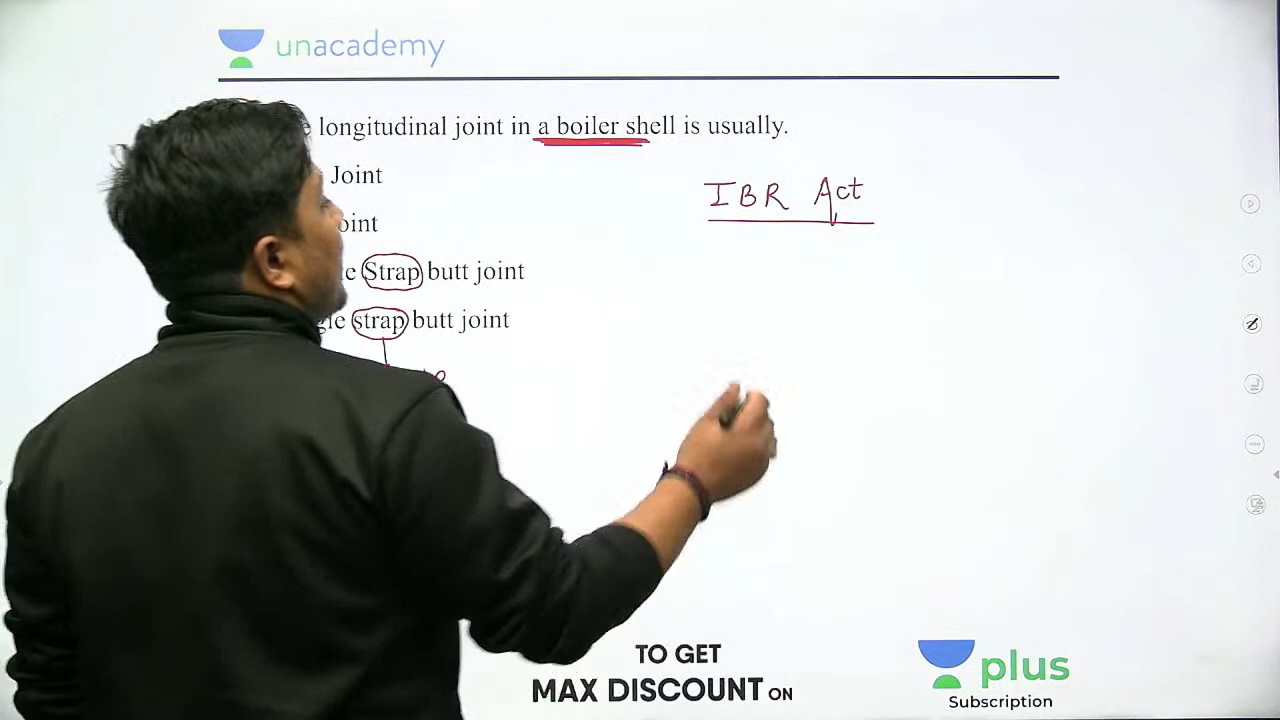 unacademy
longitudinal joint in a boiler shell is usually.
Joint
IBR Act
Strap butt joint
strap butt joint
TO GET
MAX DISCOUNT ON
plus
Subscription